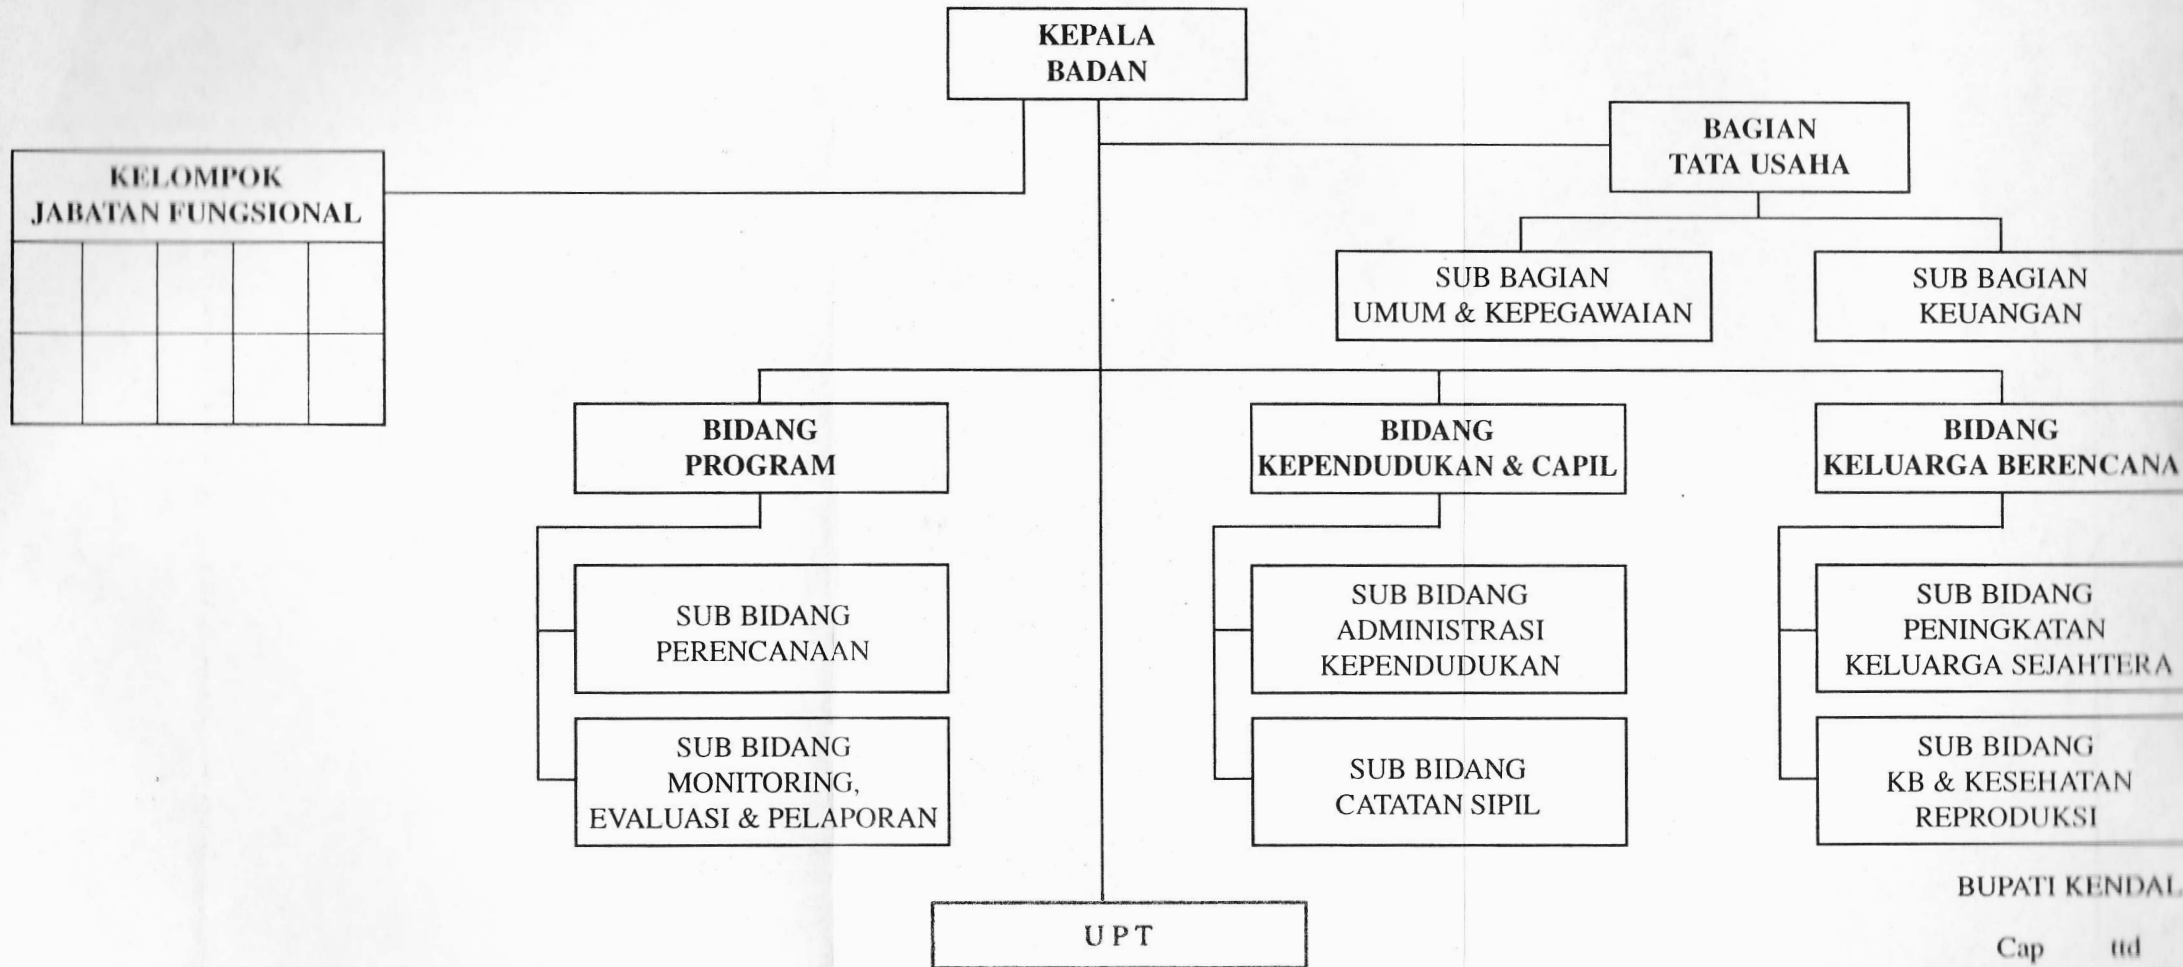 KEPALA
BADAN
BAGIAN
TATA USAHA
KELOMPOK
JABATAN FUNGSIONAL
SUB BAGIAN
UMUM & KEPEGAWAIAN
SUB BAGIAN
KEUANGAN
BIDANG
PROGRAM
BIDANG
KEPENDUDUKAN & CAPIL
BIDANG
KELUARGA BERENCANA
SUB BIDANG
PERENCANAAN
SUB BIDANG
ADMINISTRASI
KEPENDUDUKAN
SUB BIDANG
PENINGKATAN
KELUARGA SEJAHTERA
SUB BIDANG
MONITORING,
EVALUASI & PELAPORAN
SUB BIDANG
CATATAN SIPIL
SUB BIDANG
KB & KESEHATAN
REPRODUKSI
BUPATI KENDAL
UPT
Cap ttd